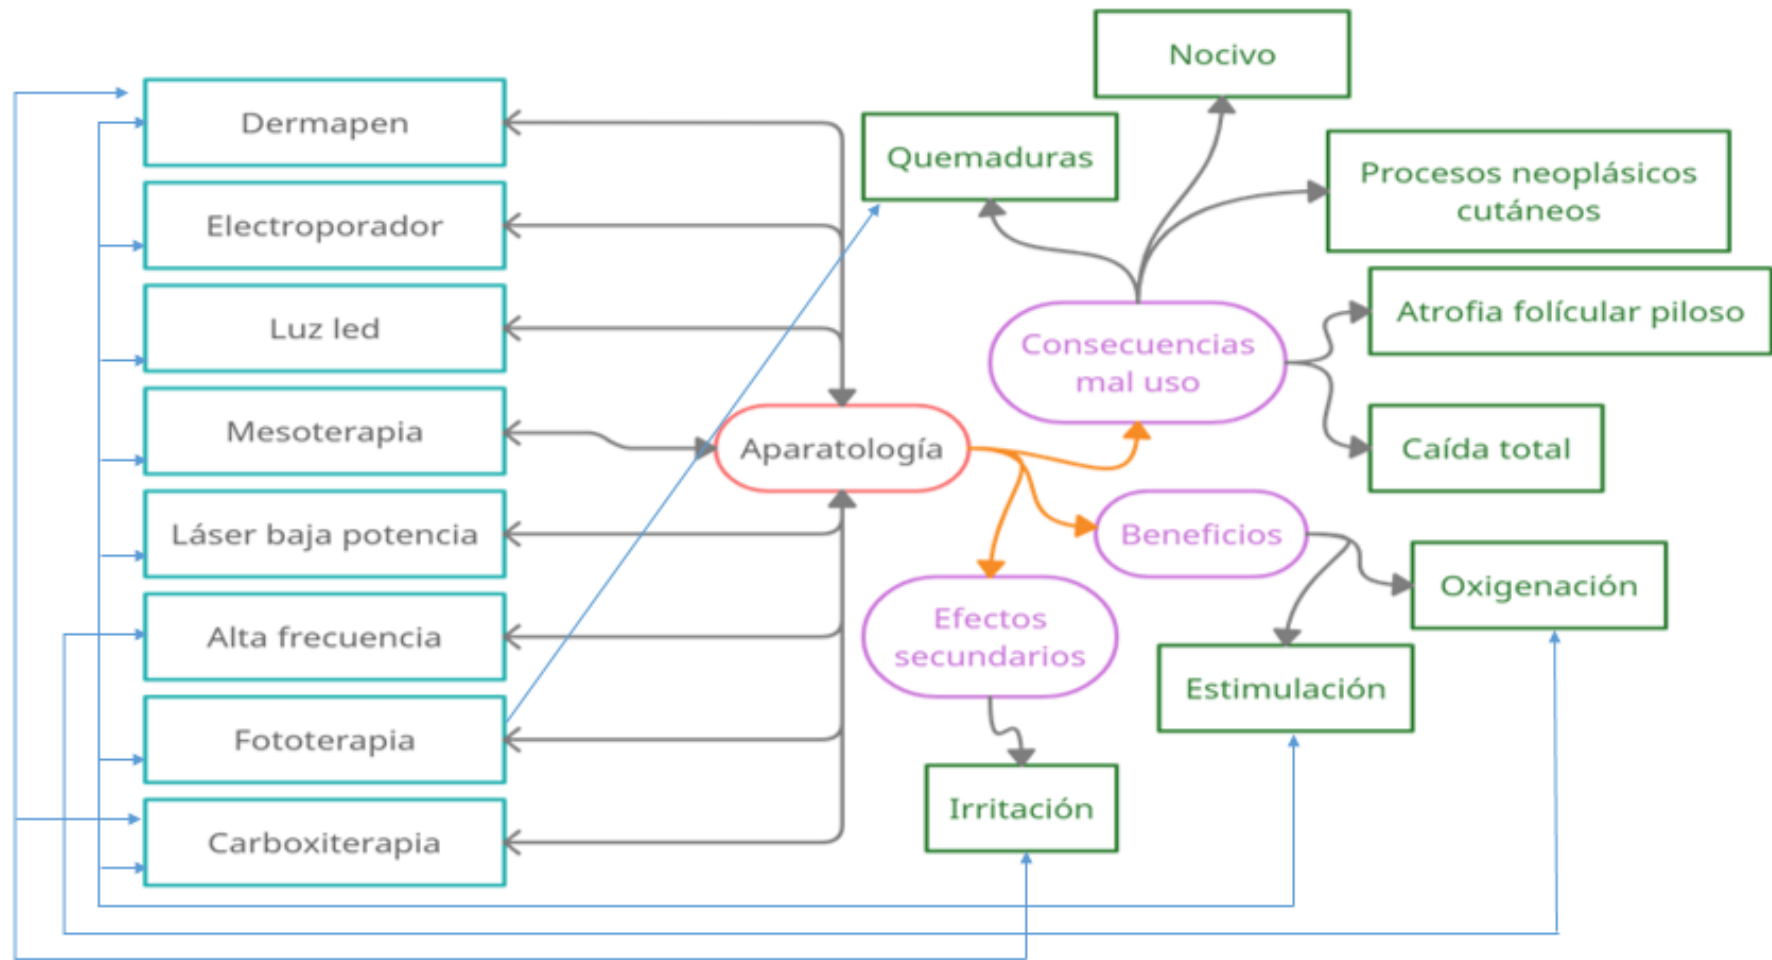 Dermapen
Electroporador
Luz led
Mesoterapia
Láser baja potencia
Alta frecuencia
Fototerapia
Carboxiterapia
Aparatología
Nocivo
Quemaduras
Procesos neoplásicos
cutáneos
Consecuencias
mal uso
Atrofia folícular piloso
Caída total
Beneficios
Oxigenación
Estimulación
Efectos
secundarios
Irritación